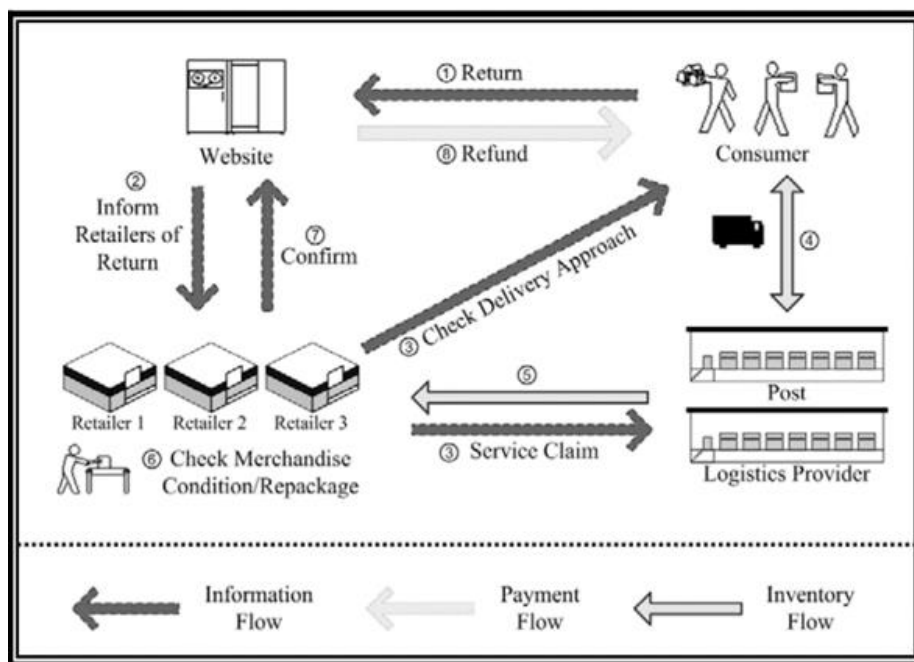 ① Return
⑧ Refund
Website
Consumer
②
Inform
Retailers of
Return
⑦
Confirm
③ Check Delivery Approach
④
Retailer 1
Retailer 2
Retailer 3
⑤
③ Service Claim
Post
Logistics Provider
⑥ Check Merchandise
Condition/Repackage
Information
Flow
Payment
Flow
Inventory
Flow